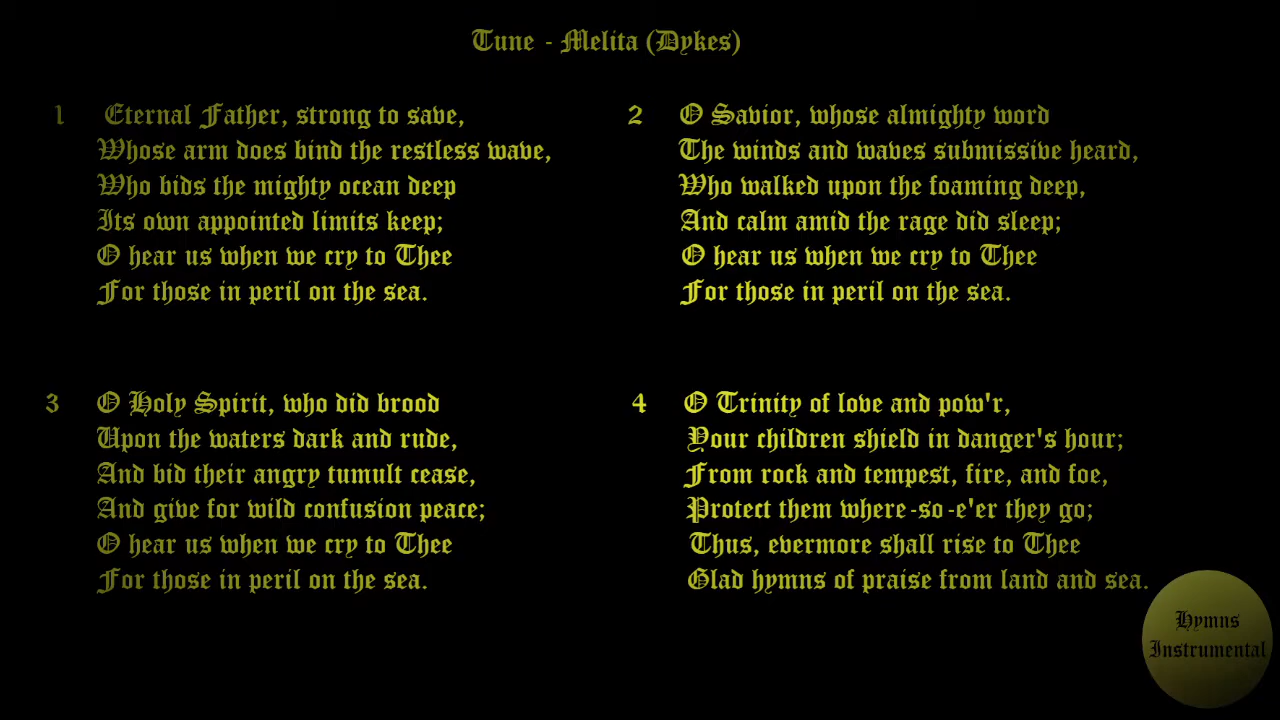 Tune - Melita (Dykes)
1 Eternal Father, strong to save,
Whose arm does bind the restless wave,
Who bids the mighty ocean deep
Its own appointed limits keep;
O hear us when we cry to Thee
For those in peril on the sea.
2 O Savior, whose almighty word
The winds and waves submissive heard,
Who walked upon the foaming deep,
And calm amid the rage did sleep;
O hear us when we cry to Thee
For those in peril on the sea.
3 O Holy Spirit, who did brood
Upon the waters dark and rude,
And bid their angry tumult cease,
And give for wild confusion peace;
O hear us when we cry to Thee
For those in peril on the sea.
4 O Trinity of love and pow'r,
Your children shield in danger's hour;
From rock and tempest, fire, and foe,
Protect them where-so-e'er they go;
Thus, evermore shall rise to Thee
Glad hymns of praise from land and sea.
Hymns
Instrumental